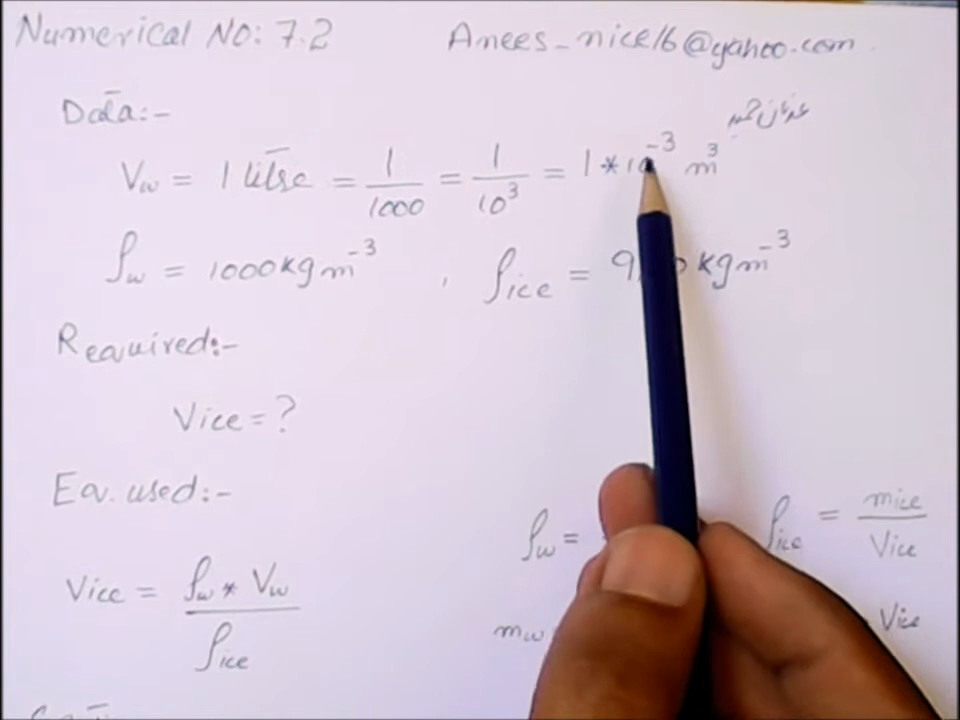 Numerical No: 7.2 Anees_nice16@yahoo.com
Data:-
Vw = 1 litre = 1/1000 = 1/10³ = 1*10⁻³ m³
ρw = 1000 kgm⁻³ , ρice = kgm⁻³
Required:-
Vice = ?
Eq. used:-
ρw = ρice = mice/Vice
Vice = ρw * Vw / ρice
mw Vice